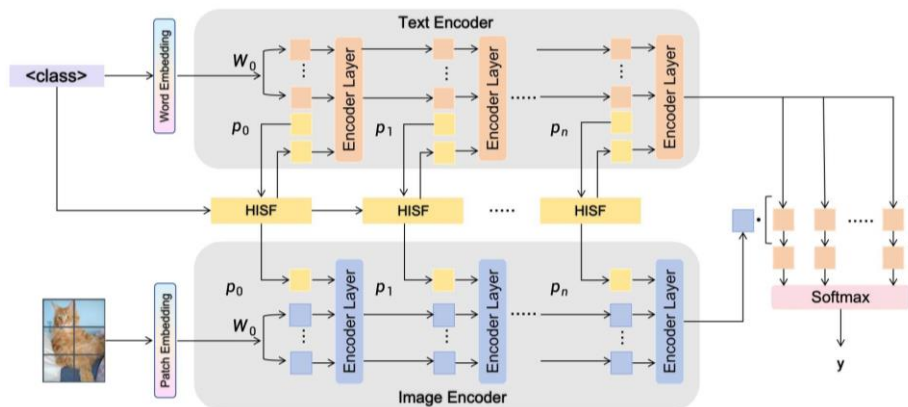 Text Encoder
<class>
Word Embedding
W0
Encoder Layer
Encoder Layer
.....
Encoder Layer
p0
p1
pn
HISF
HISF
.....
HISF
p0
p1
pn
Patch Embedding
W0
Encoder Layer
Encoder Layer
.....
Encoder Layer
Image Encoder
.....
Softmax
y